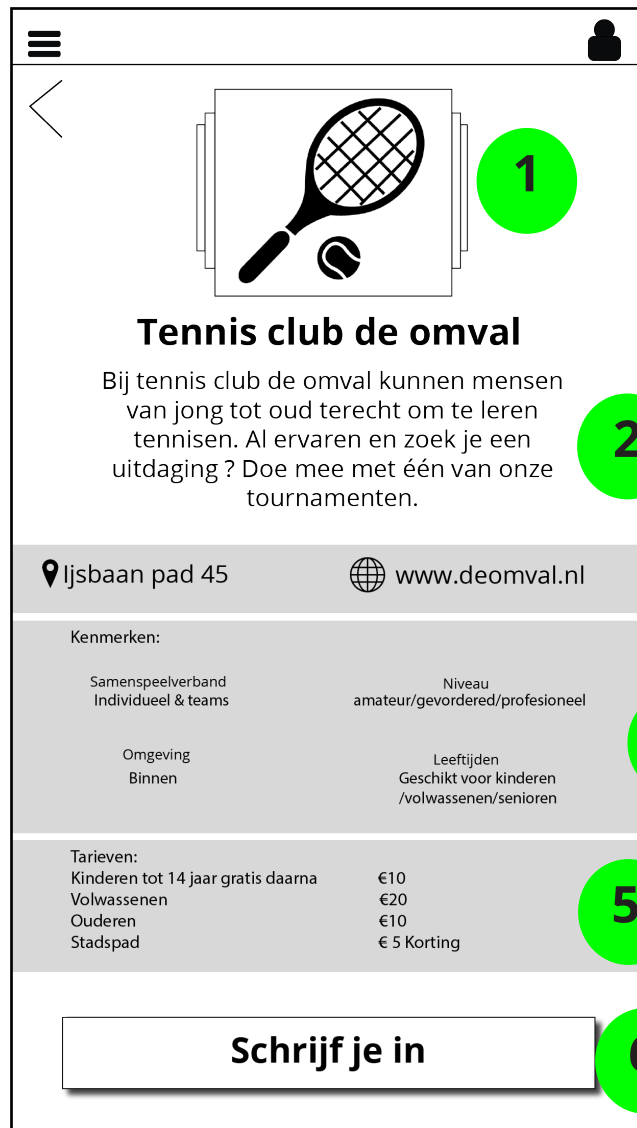 1
Tennis club de omval
Bij tennis club de omval kunnen mensen
van jong tot oud terecht om te leren
tennisen. Al ervaren en zoek je een
uitdaging ? Doe mee met één van onze
tournamenten.
2
Ijsbaan pad 45
www.deomval.nl
Kenmerken:
Samenspeelverband
Individueel & teams
Niveau
amateur/gevordered/profesioneel
Omgeving
Binnen
Leeftijden
Geschikt voor kinderen
/volwassenen/senioren
Tarieven:
Kinderen tot 14 jaar gratis daarna €10
Volwassenen €20
Ouderen €10
Stadspad € 5 Korting
5
Schrijf je in